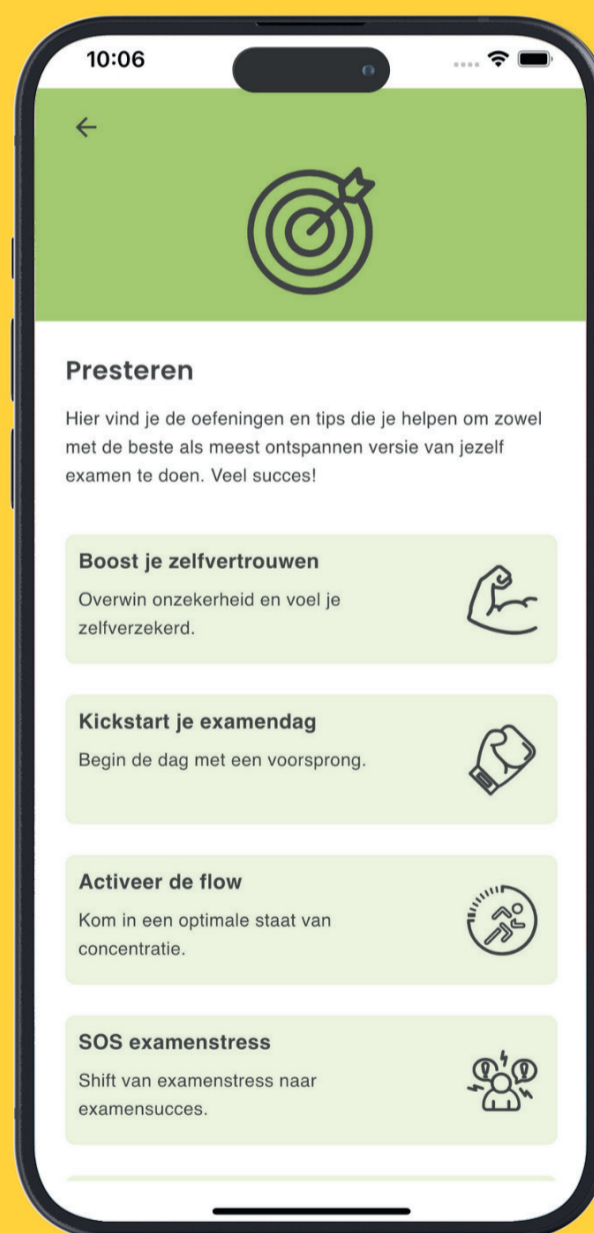 10:06
Presteren
Hier vind je de oefeningen en tips die je helpen om zowel
met de beste als meest ontspannen versie van jezelf
examen te doen. Veel succes!
Boost je zelfvertrouwen
Overwin onzekerheid en voel je
zelfverzekerd.
Kickstart je examendag
Begin de dag met een voorsprong.
Activeer de flow
Kom in een optimale staat van
concentratie.
SOS examenstress
Shift van examenstress naar
examensucces.